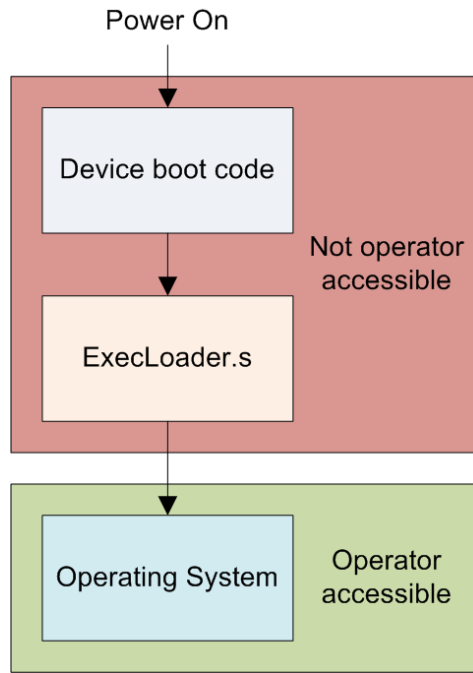 Power On
Device boot code
Not operator
accessible
ExecLoader.s
Operating System
Operator
accessible